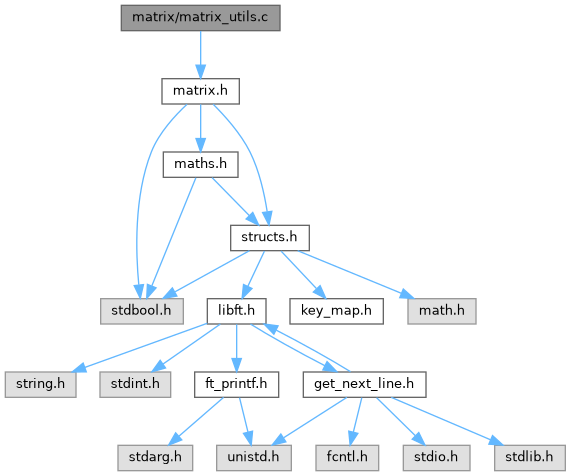 matrix/matrix_utils.c
matrix.h
maths.h
structs.h
stdbool.h
libft.h
key_map.h
math.h
string.h
stdint.h
ft_printf.h
get_next_line.h
stdarg.h
unistd.h
fcntl.h
stdio.h
stdlib.h